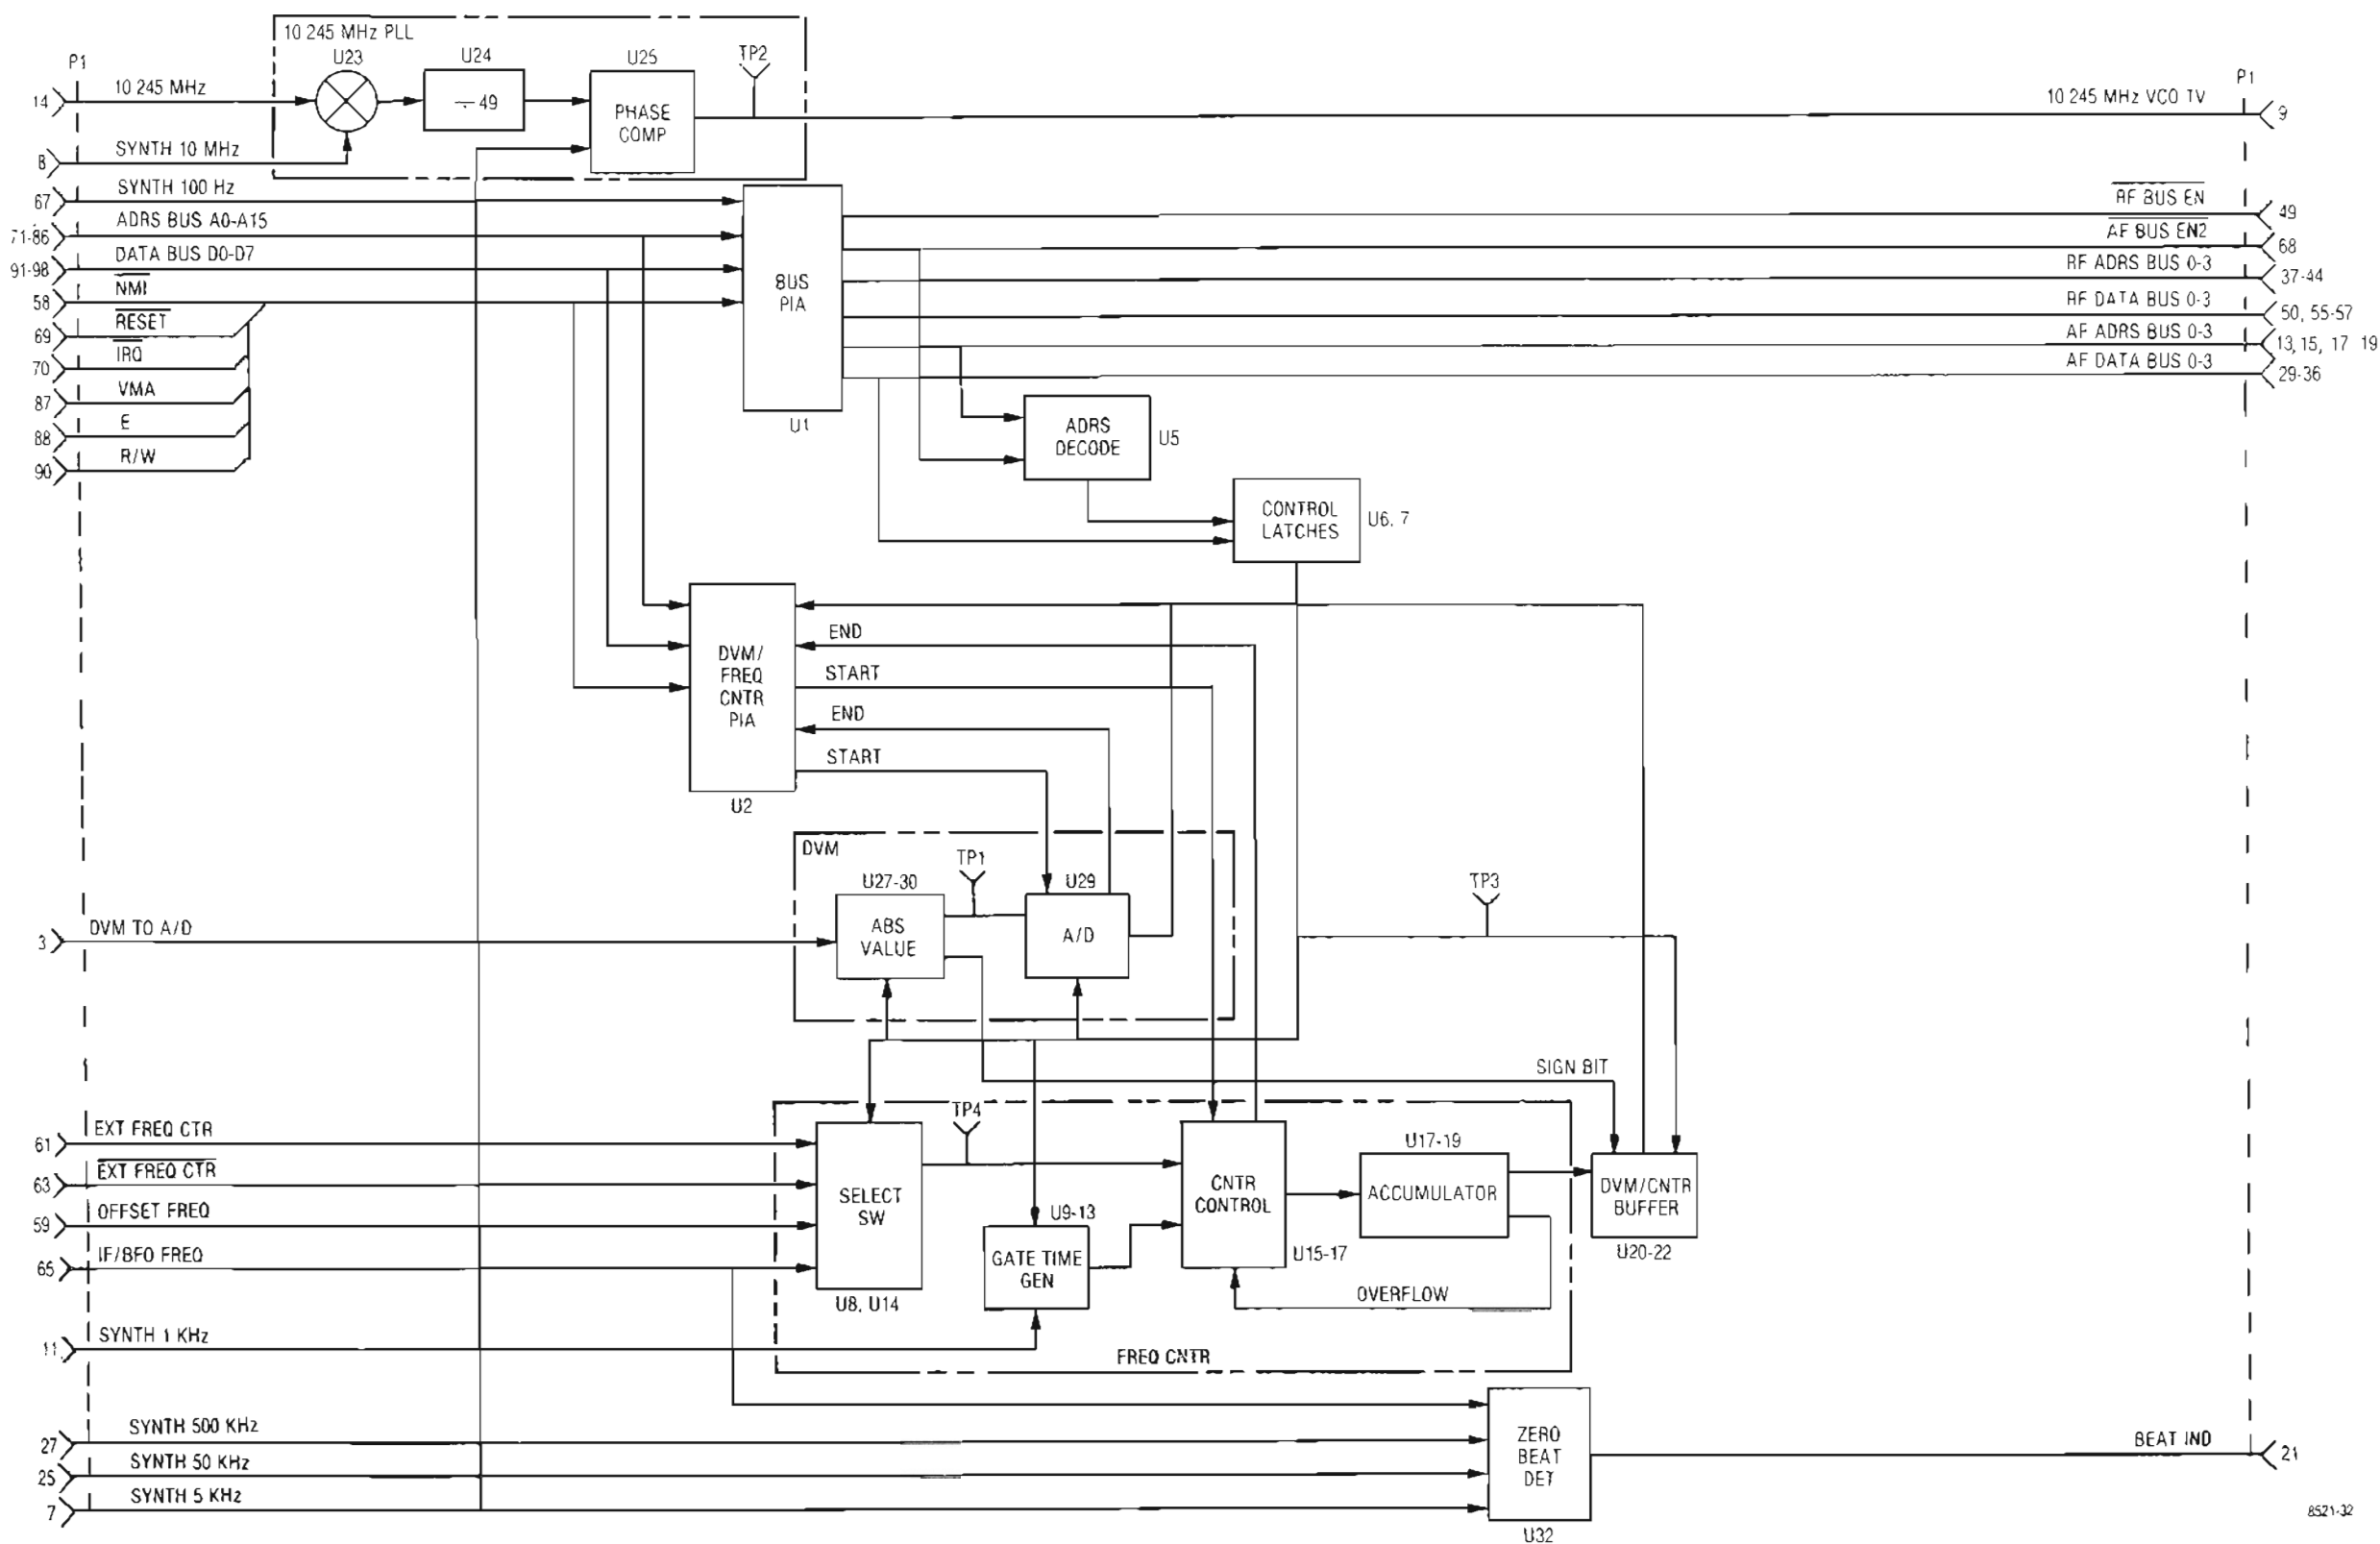 10 245 MHz PLL
U23
U24
U25
TP2
P1
P1
14
10 245 MHz
÷ 49
PHASE
COMP
10 245 MHz VCO TV
9
8
SYNTH 10 MHz
67
SYNTH 100 Hz
71-86
ADRS BUS A0-A15
91-98
DATA BUS D0-D7
58
NMI
69
RESET
70
IRQ
87
VMA
88
E
90
R/W
BUS
PIA
U1
RF BUS EN
49
AF BUS EN2
68
RF ADRS BUS 0-3
37-44
RF DATA BUS 0-3
50, 55-57
AF ADRS BUS 0-3
13, 15, 17 19
AF DATA BUS 0-3
29-36
ADRS
DECODE
U5
CONTROL
LATCHES
U6, 7
DVM/
FREQ
CNTR
PIA
U2
END
START
END
START
DVM
TP1
U27-30
U29
TP3
3
DVM TO A/D
ABS
VALUE
A/D
SIGN BIT
61
EXT FREQ CTR
63
EXT FREQ CTR
59
OFFSET FREQ
65
IF/BFO FREQ
11
SYNTH 1 KHz
TP4
SELECT
SW
U8, U14
U9-13
GATE TIME
GEN
CNTR
CONTROL
U15-17
U17-19
ACCUMULATOR
OVERFLOW
DVM/CNTR
BUFFER
U20-22
FREQ CNTR
27
SYNTH 500 KHz
25
SYNTH 50 KHz
7
SYNTH 5 KHz
ZERO
BEAT
DET
U32
BEAT IND
21
8521-32